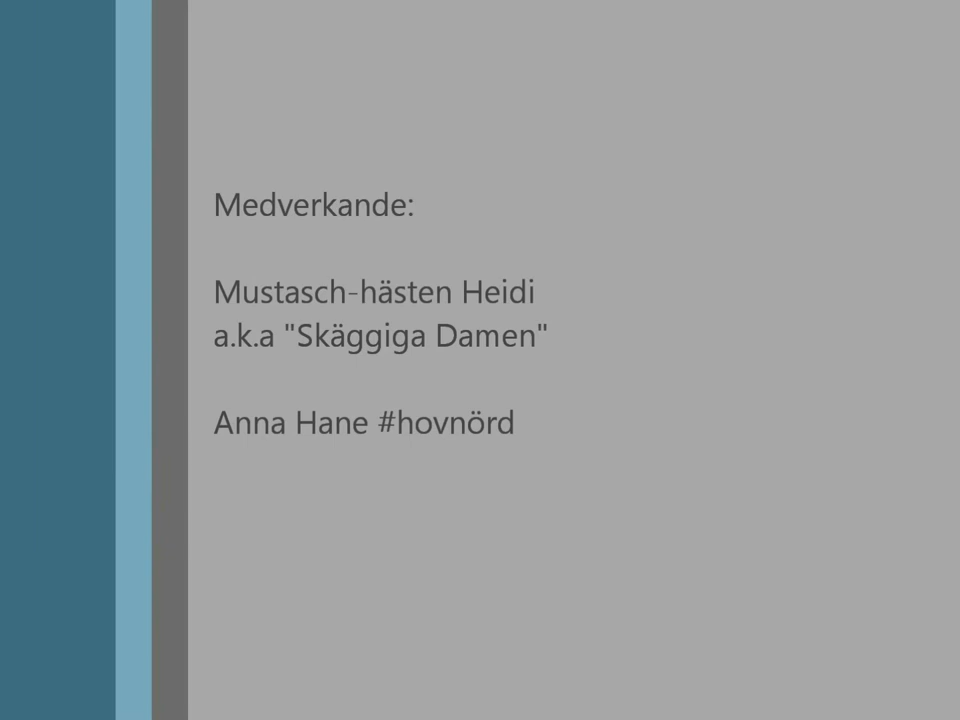 Medverkande:
Mustasch-hästen Heidi
a.k.a "Skäggiga Damen"
Anna Hane #hovnörd